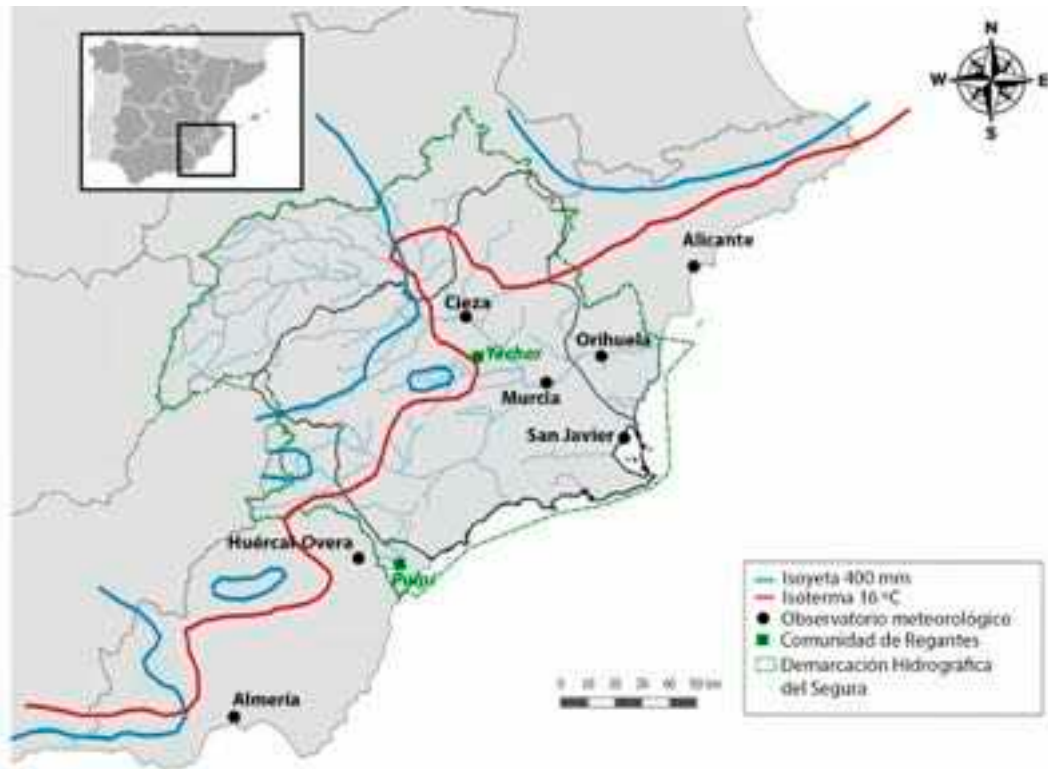 N
W E
S
Alicante
Cieza
Yéchar
Orihuela
Murcia
San Javier
Huércal-Overa
Pulpí
Almería
Isoyeta 400 mm
Isoterma 16 ºC
Observatorio meteorológico
Comunidad de Regantes
Demarcación Hidrográfica
del Segura